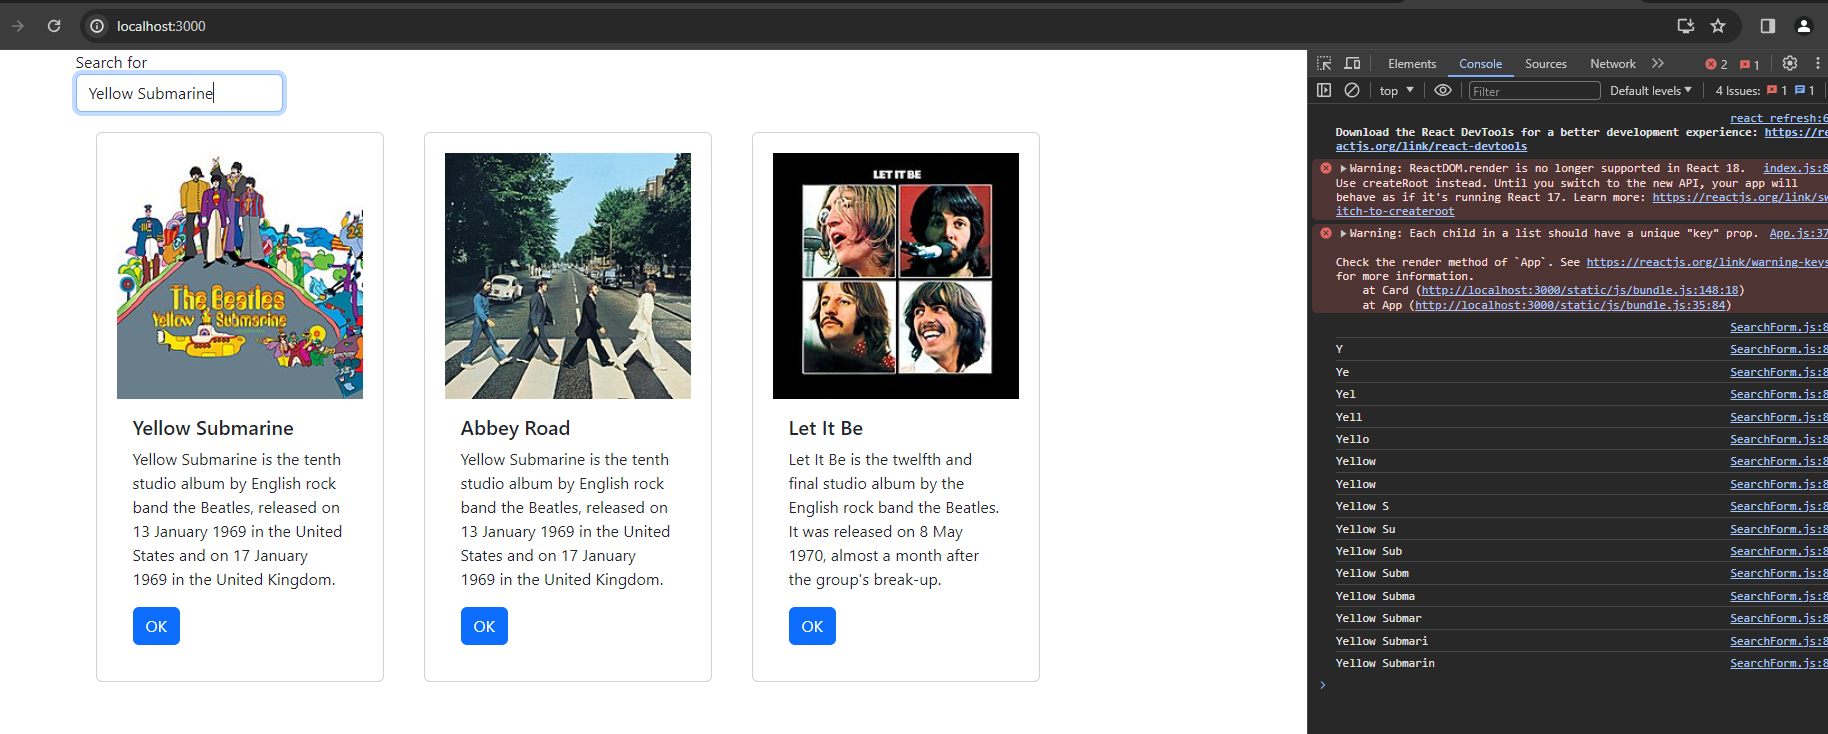 localhost:3000
Search for
Yellow Submarine
The Beatles
Yellow Submarine
Yellow Submarine
Yellow Submarine is the tenth
studio album by English rock
band the Beatles, released on
13 January 1969 in the United
States and on 17 January
1969 in the United Kingdom.
OK
Abbey Road
Yellow Submarine is the tenth
studio album by English rock
band the Beatles, released on
13 January 1969 in the United
States and on 17 January
1969 in the United Kingdom.
OK
LET IT BE
Let It Be
Let It Be is the twelfth and
final studio album by the
English rock band the Beatles.
It was released on 8 May
1970, almost a month after
the group's break-up.
OK
Elements Console Sources Network 2 1
top Filter Default levels 4 Issues: 1 1
react refresh:6
Download the React DevTools for a better development experience: https://re
actjs.org/link/react-devtools
Warning: ReactDOM.render is no longer supported in React 18. index.js:8
Use createRoot instead. Until you switch to the new API, your app will
behave as if it's running React 17. Learn more: https://reactjs.org/link/sw
itch-to-createroot
Warning: Each child in a list should have a unique "key" prop. App.js:37
Check the render method of `App`. See https://reactjs.org/link/warning-keys
for more information.
at Card (http://localhost:3000/static/js/bundle.js:148:18)
at App (http://localhost:3000/static/js/bundle.js:35:84)
SearchForm.js:8
Y SearchForm.js:8
Ye SearchForm.js:8
Yel SearchForm.js:8
Yell SearchForm.js:8
Yello SearchForm.js:8
Yellow SearchForm.js:8
Yellow SearchForm.js:8
Yellow S SearchForm.js:8
Yellow Su SearchForm.js:8
Yellow Sub SearchForm.js:8
Yellow Subm SearchForm.js:8
Yellow Subma SearchForm.js:8
Yellow Submar SearchForm.js:8
Yellow Submari SearchForm.js:8
Yellow Submarin SearchForm.js:8